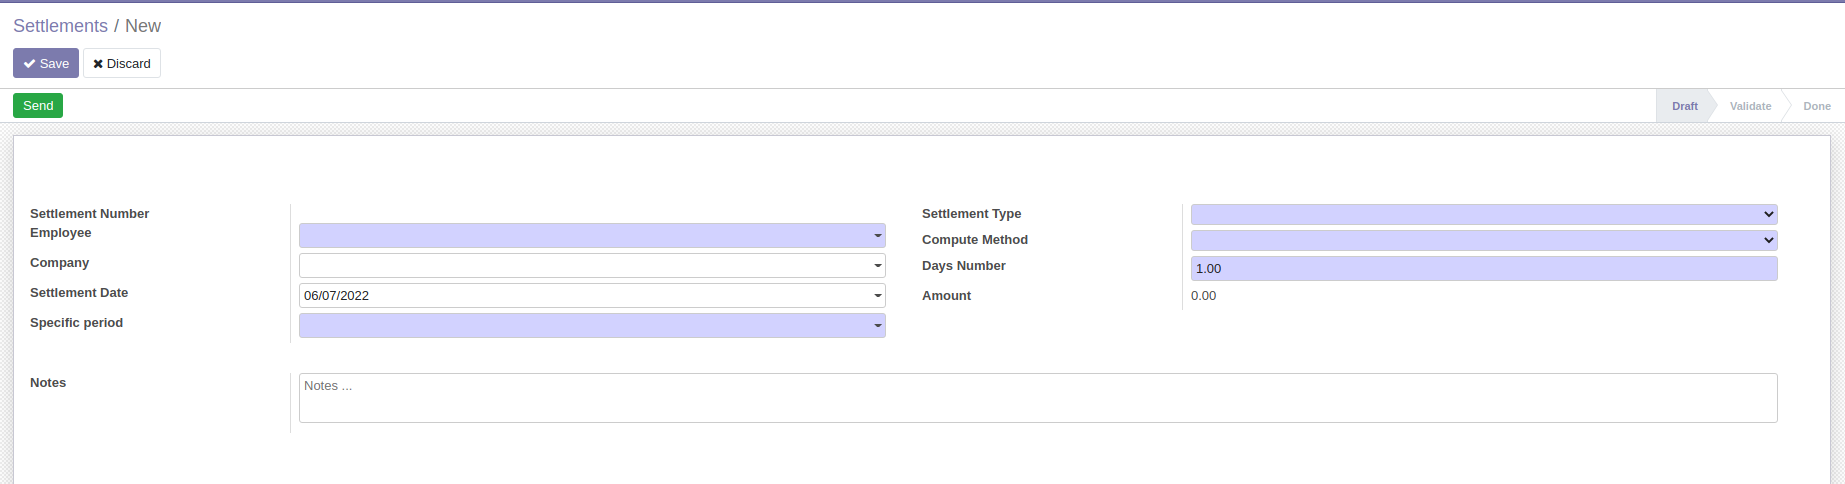 Settlements / New
Save Discard
Send
Draft Validate Done
Settlement Number
Employee
Company
Settlement Date 06/07/2022
Specific period
Settlement Type
Compute Method
Days Number 1.00
Amount 0.00
Notes Notes ...